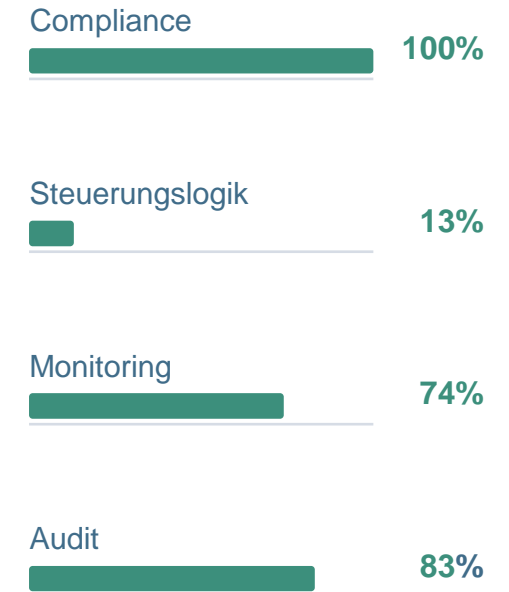 Compliance
100%
Steuerungslogik
13%
Monitoring
74%
Audit
83%